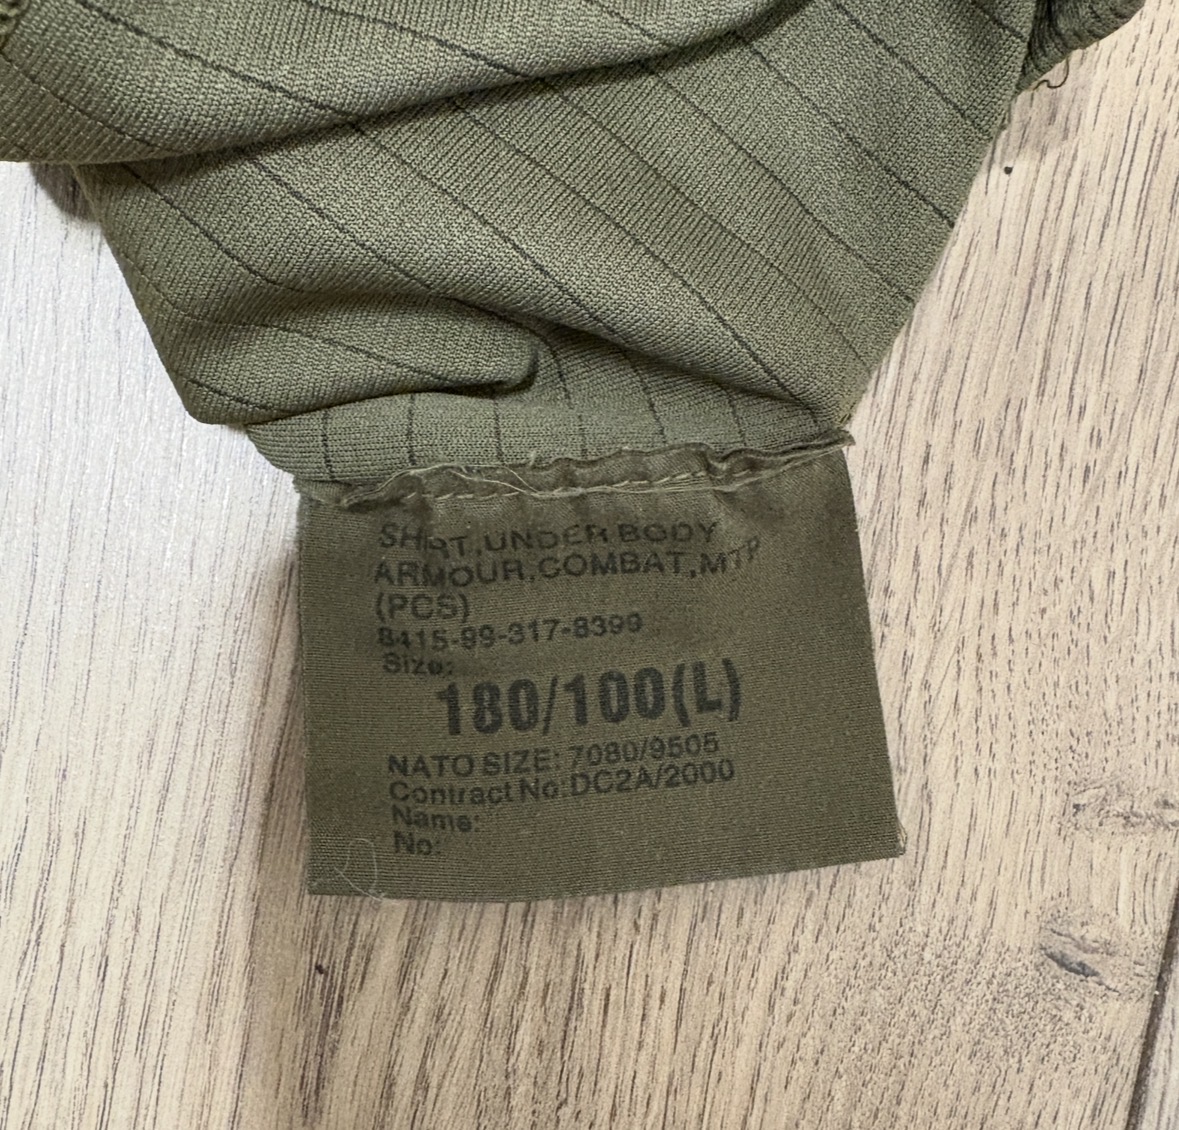 SHIRT,UNDER BODY
ARMOUR,COMBAT,MTP
(PCS)
8415-99-317-8399
Size:
180/100(L)
NATO SIZE: 7080/9505
Contract No:DC2A/2000
Name:
No: